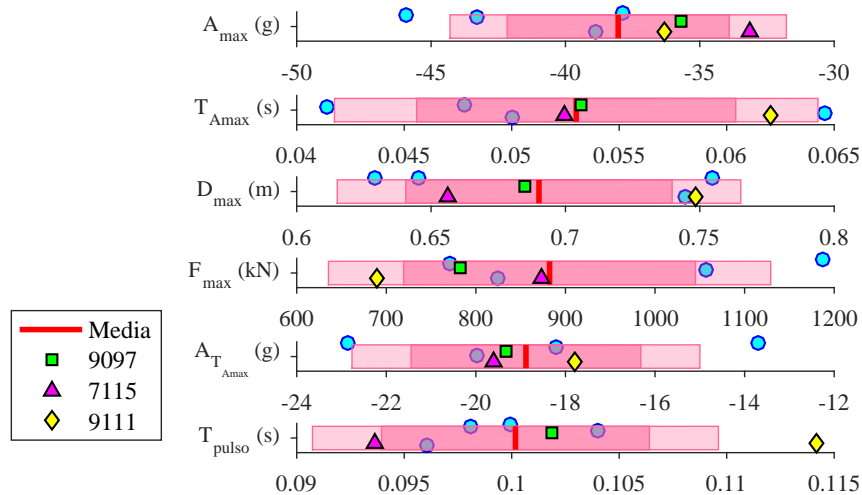 A_max (g)
-50 -45 -40 -35 -30
T_Amax (s)
0.04 0.045 0.05 0.055 0.06 0.065
D_max (m)
0.6 0.65 0.7 0.75 0.8
F_max (kN)
600 700 800 900 1000 1100 1200
A_T_Amax (g)
-24 -22 -20 -18 -16 -14 -12
T_pulso (s)
0.09 0.095 0.1 0.105 0.11 0.115
Media
9097
7115
9111